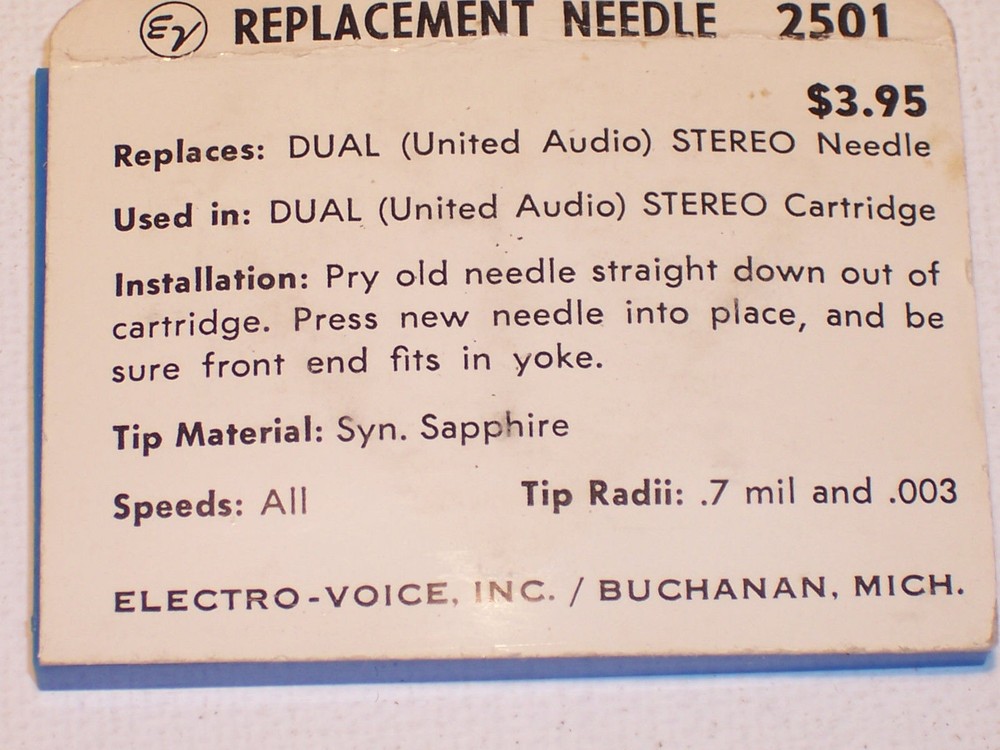 EV REPLACEMENT NEEDLE 2501
$3.95
Replaces: DUAL (United Audio) STEREO Needle
Used in: DUAL (United Audio) STEREO Cartridge
Installation: Pry old needle straight down out of
cartridge. Press new needle into place, and be
sure front end fits in yoke.
Tip Material: Syn. Sapphire
Speeds: All Tip Radii: .7 mil and .003
ELECTRO-VOICE, INC. / BUCHANAN, MICH.